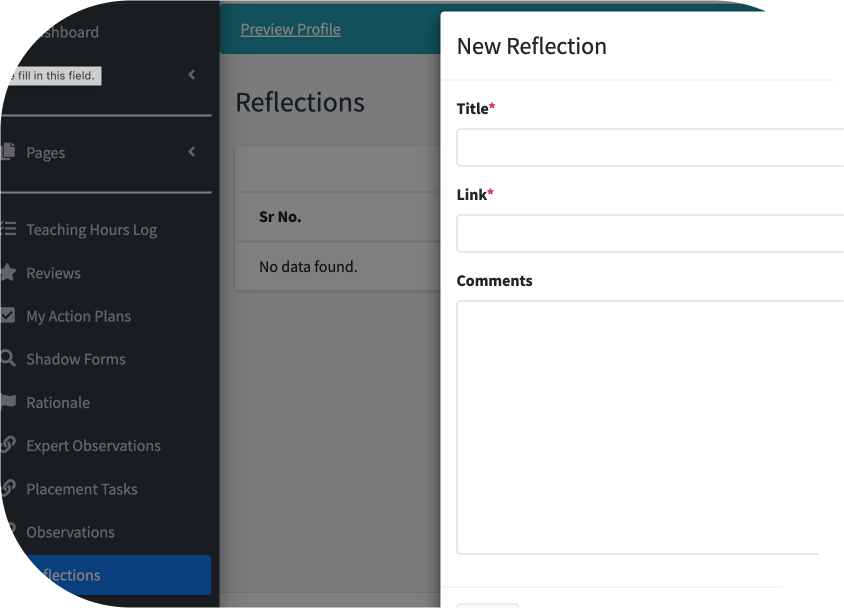 shboard
fill in this field.
Pages
Teaching Hours Log
Reviews
My Action Plans
Shadow Forms
Rationale
Expert Observations
Placement Tasks
Observations
flections
Preview Profile
Reflections
Sr No.
No data found.
New Reflection
Title*
Link*
Comments